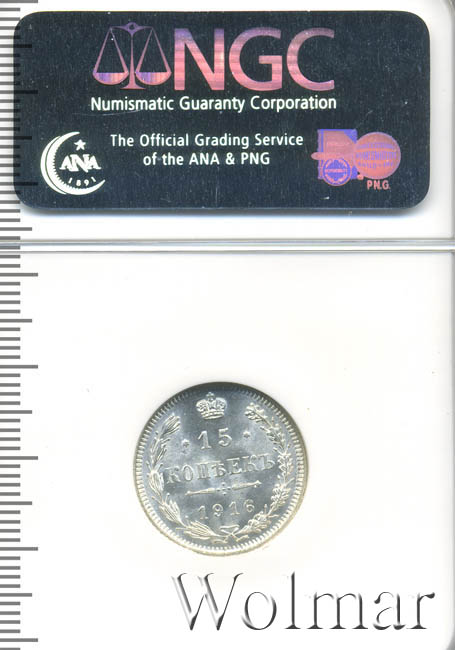 NGC
Numismatic Guaranty Corporation
The Official Grading Service
of the ANA & PNG
ANA
1891
P.N.G.
15
КОПѢЕКЪ
1916
Wolmar